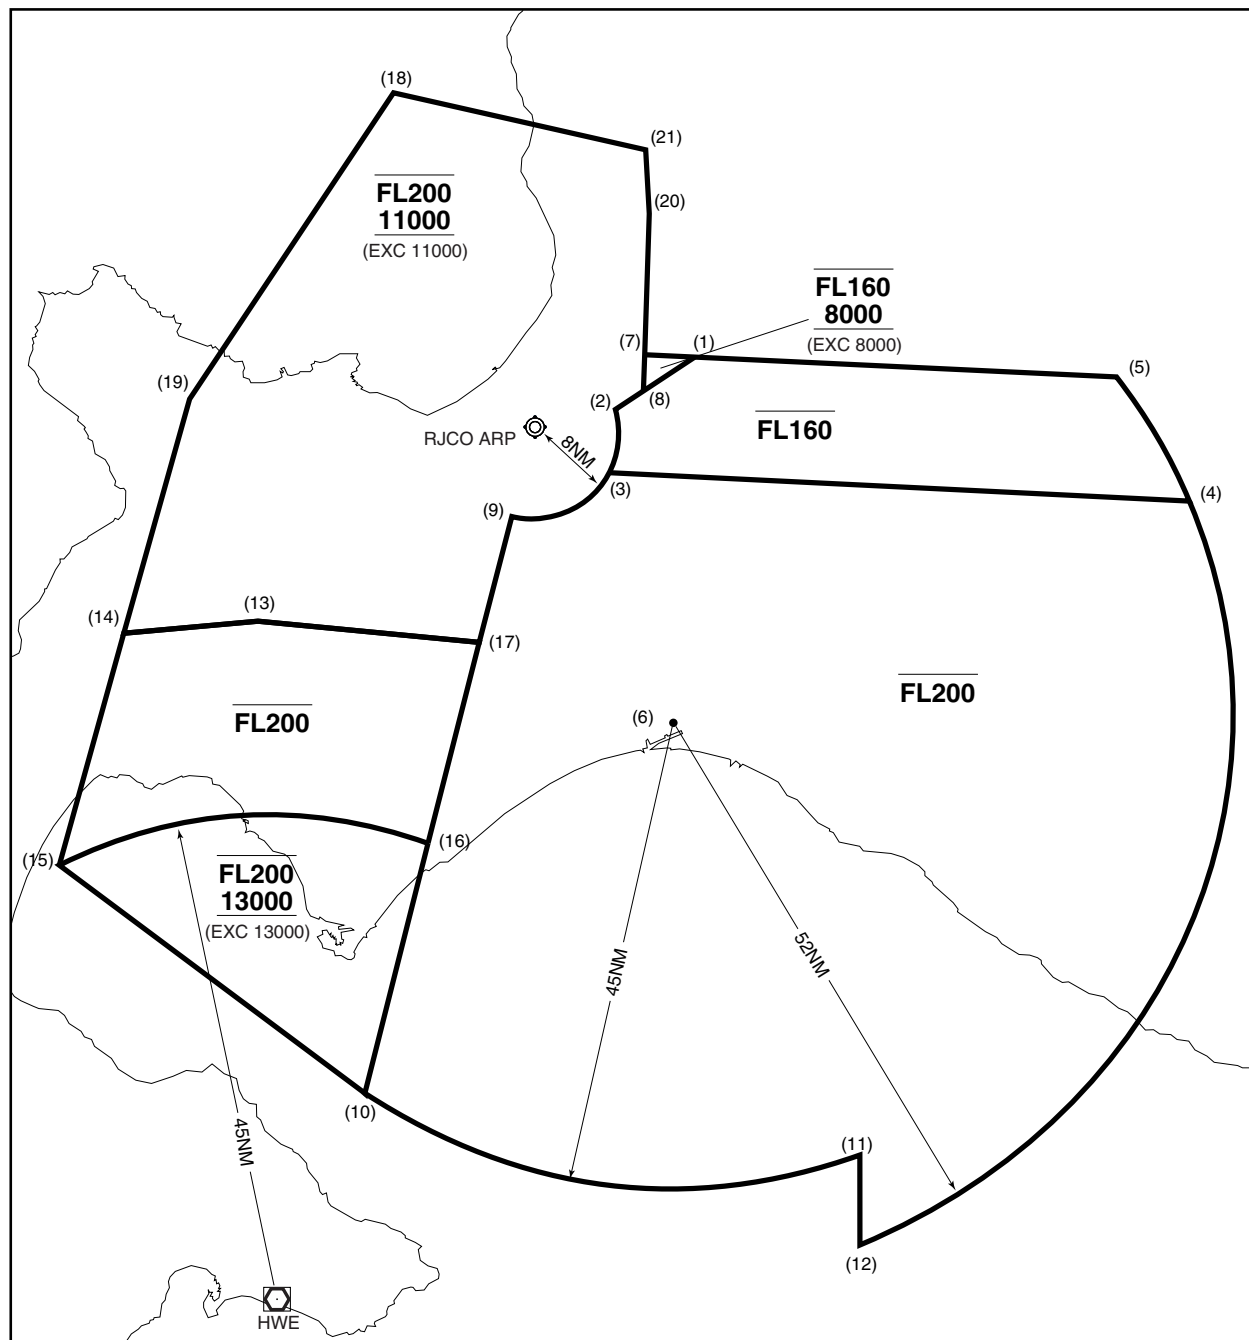 (18)
(21)
FL200
11000
(EXC 11000)
(20)
FL160
8000
(EXC 8000)
(7)
(1)
(5)
(19)
(2)
(8)
RJCO ARP
FL160
8NM
(3)
(4)
(9)
(14)
(13)
(17)
FL200
FL200
(6)
(15)
(16)
FL200
13000
(EXC 13000)
45NM
52NM
(10)
45NM
(11)
(12)
HWE